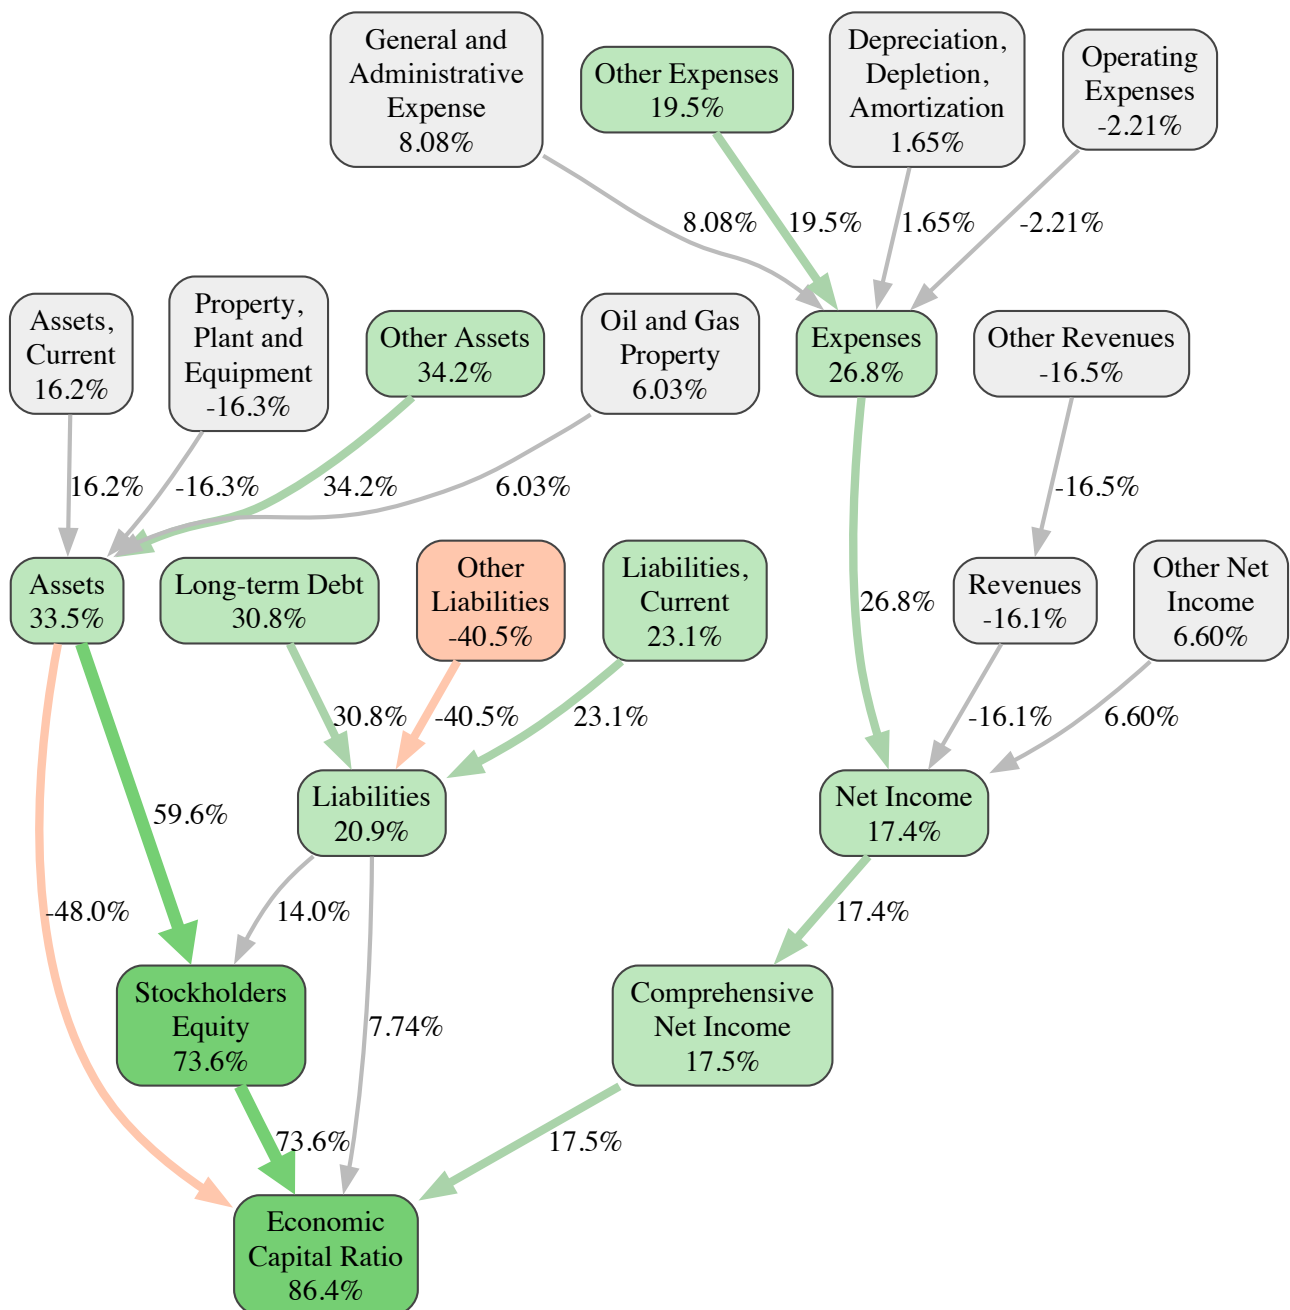 General and
Administrative
Expense
8.08%
Other Expenses
19.5%
Depreciation,
Depletion,
Amortization
1.65%
Operating
Expenses
-2.21%
8.08%
19.5%
1.65%
-2.21%
Assets,
Current
16.2%
Property,
Plant and
Equipment
-16.3%
Other Assets
34.2%
Oil and Gas
Property
6.03%
Expenses
26.8%
Other Revenues
-16.5%
16.2%
-16.3%
34.2%
6.03%
-16.5%
Assets
33.5%
Long-term Debt
30.8%
Other
Liabilities
-40.5%
Liabilities,
Current
23.1%
26.8%
Revenues
-16.1%
Other Net
Income
6.60%
30.8%
-40.5%
23.1%
-16.1%
6.60%
59.6%
Liabilities
20.9%
Net Income
17.4%
-48.0%
14.0%
17.4%
Stockholders
Equity
73.6%
7.74%
Comprehensive
Net Income
17.5%
73.6%
17.5%
Economic
Capital Ratio
86.4%